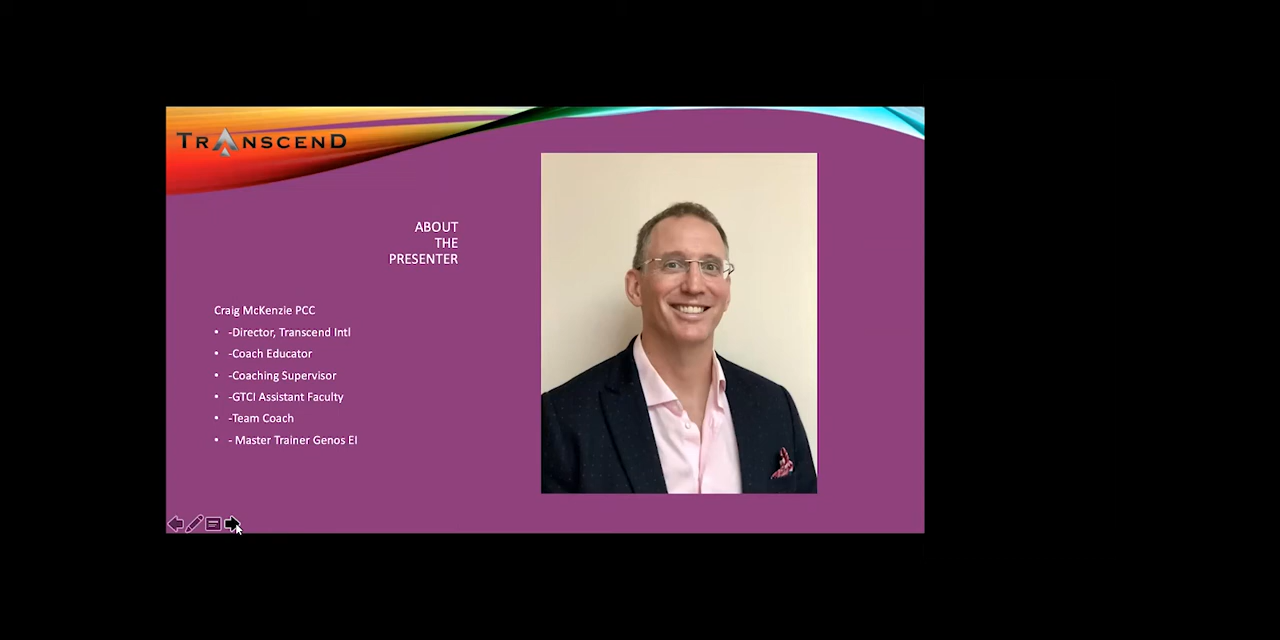 TRANSCEND
ABOUT
THE
PRESENTER
Craig McKenzie PCC
• -Director, Transcend Intl
• -Coach Educator
• -Coaching Supervisor
• -GTCI Assistant Faculty
• -Team Coach
• - Master Trainer Genos EI